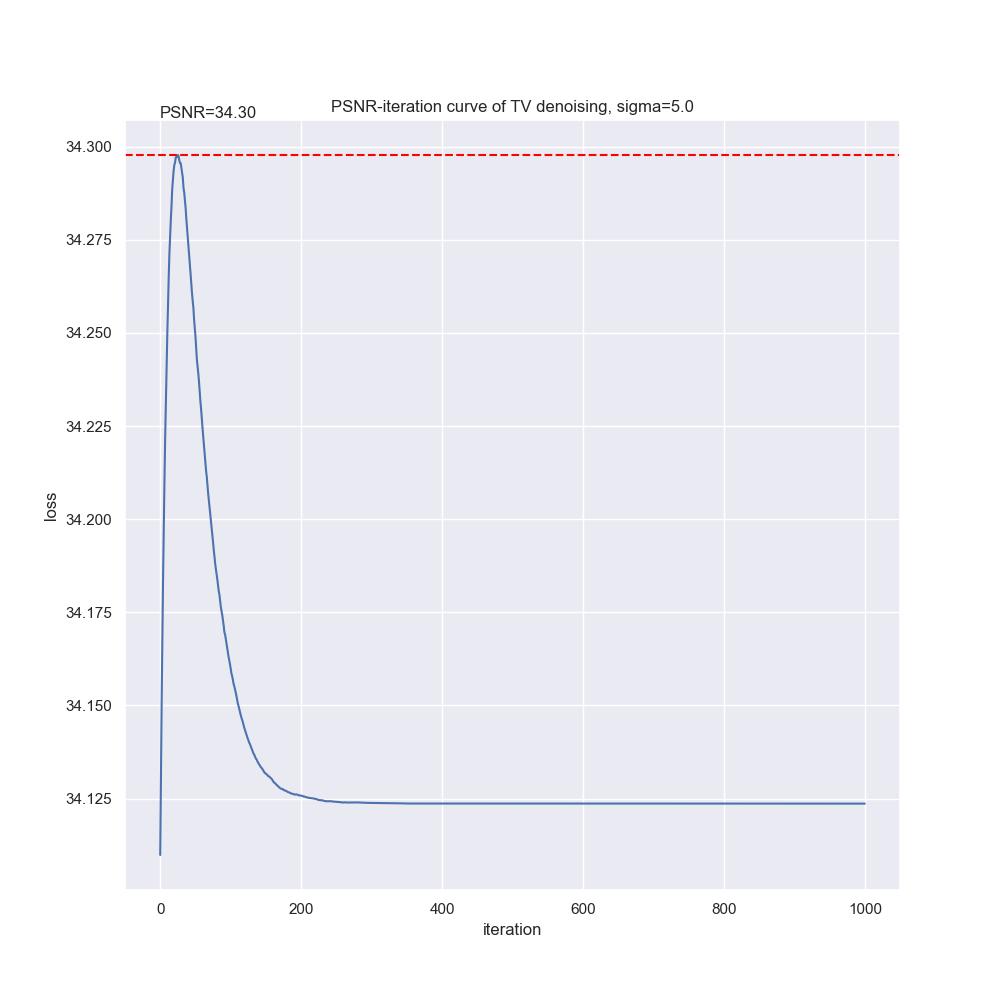 PSNR=34.30
PSNR-iteration curve of TV denoising, sigma=5.0
34.300
34.275
34.250
34.225
34.200
34.175
34.150
34.125
loss
0 200 400 600 800 1000
iteration